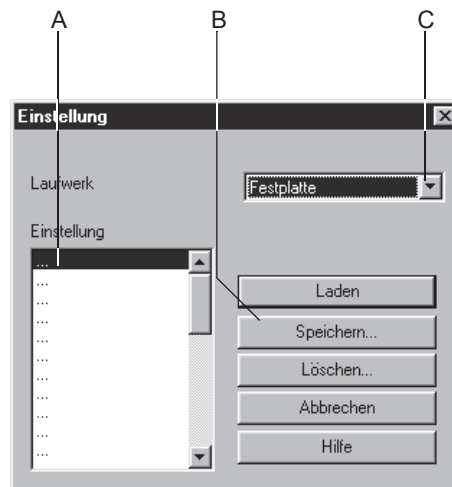 A B C
Einstellung
Laufwerk Festplatte
Einstellung
...
...
...
...
...
...
...
...
...
...
...
Laden
Speichern...
Löschen...
Abbrechen
Hilfe